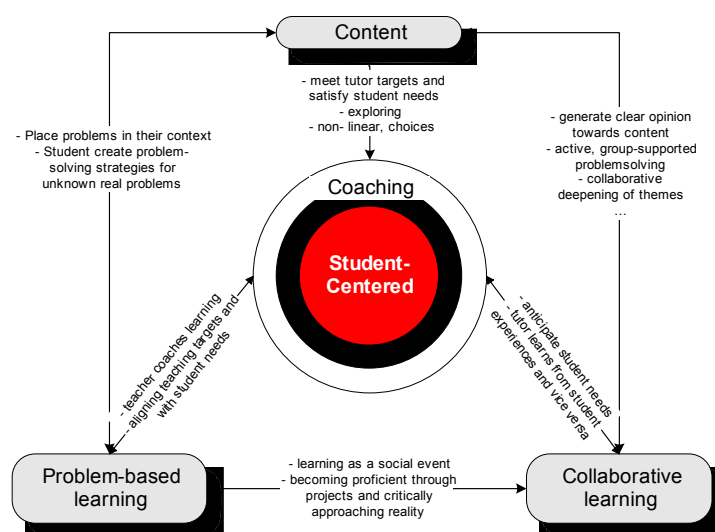 Content
- meet tutor targets and
satisfy student needs
- exploring
- non- linear, choices
- Place problems in their context
- Student create problem-
solving strategies for
unknown real problems
- generate clear opinion
towards content
- active, group-supported
problemsolving
- collaborative
deepening of themes
...
Coaching
Student-
Centered
- teacher coaches learning
- aligning teaching targets and
with student needs
- anticipate student needs
- tutor learns from student
experiences and vice versa
Problem-based
learning
- learning as a social event
- becoming proficient through
projects and critically
approaching reality
Collaborative
learning